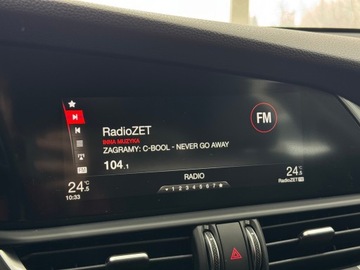 RadioZET
FM
INNA MUZYKA
ZAGRAMY: C-BOOL - NEVER GO AWAY
104.1
RADIO
24°C.5
10:33
1 2 3 4 5 6 7 8
24°C.5
RadioZET